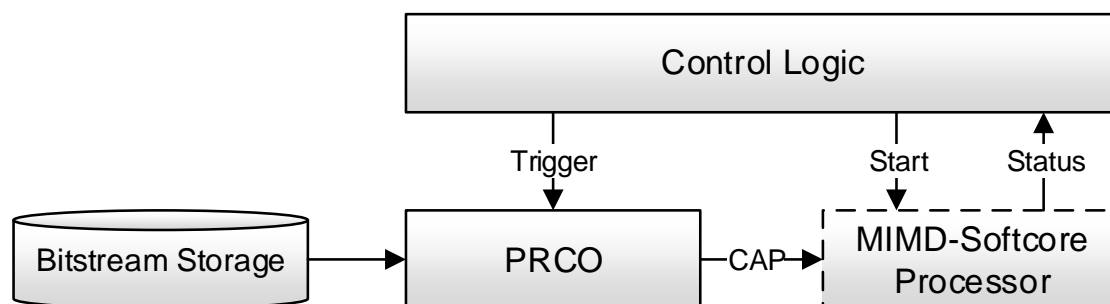 Control Logic
Trigger
Start
Status
Bitstream Storage
PRCO
CAP
MIMD-Softcore
Processor